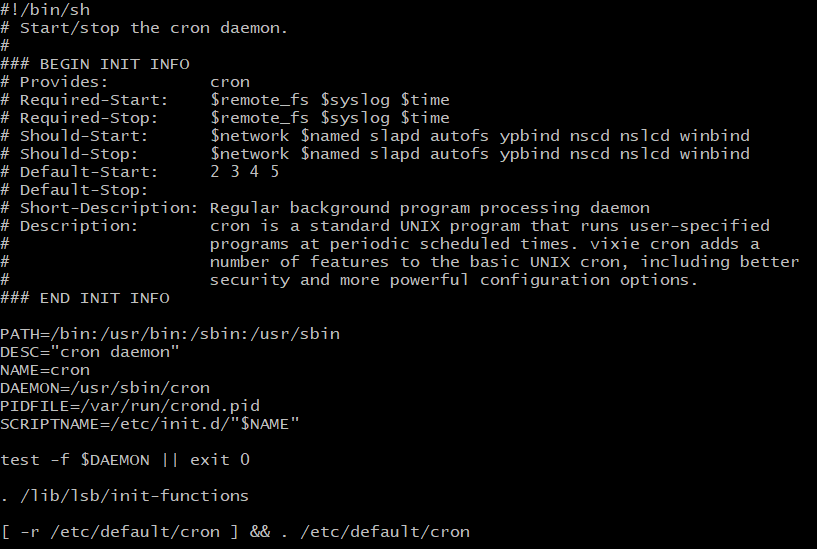 #!/bin/sh
# Start/stop the cron daemon.
#
### BEGIN INIT INFO
# Provides:          cron
# Required-Start:    $remote_fs $syslog $time
# Required-Stop:     $remote_fs $syslog $time
# Should-Start:      $network $named slapd autofs ypbind nscd nslcd winbind
# Should-Stop:       $network $named slapd autofs ypbind nscd nslcd winbind
# Default-Start:     2 3 4 5
# Default-Stop:
# Short-Description: Regular background program processing daemon
# Description:       cron is a standard UNIX program that runs user-specified
#                    programs at periodic scheduled times. vixie cron adds a
#                    number of features to the basic UNIX cron, including better
#                    security and more powerful configuration options.
### END INIT INFO

PATH=/bin:/usr/bin:/sbin:/usr/sbin
DESC="cron daemon"
NAME=cron
DAEMON=/usr/sbin/cron
PIDFILE=/var/run/crond.pid
SCRIPTNAME=/etc/init.d/"$NAME"

test -f $DAEMON || exit 0

. /lib/lsb/init-functions

[ -r /etc/default/cron ] && . /etc/default/cron